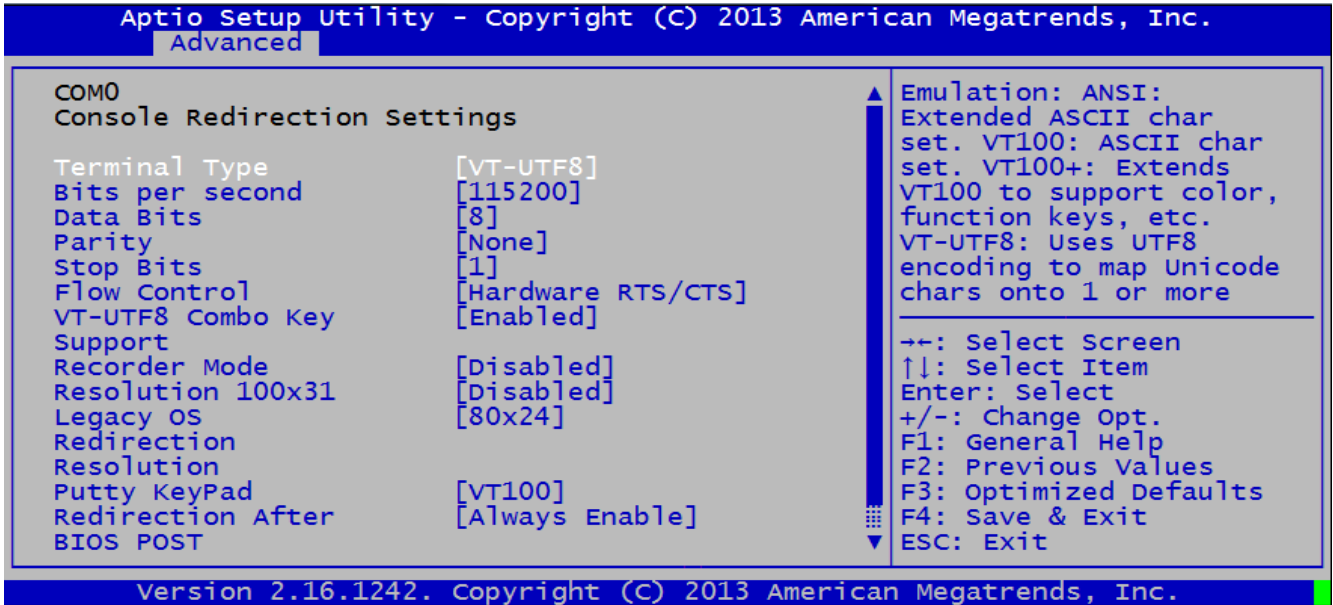 Aptio Setup Utility - Copyright (C) 2013 American Megatrends, Inc.
Advanced
COM0
Console Redirection Settings
Terminal Type [VT-UTF8]
Bits per second [115200]
Data Bits [8]
Parity [None]
Stop Bits [1]
Flow Control [Hardware RTS/CTS]
VT-UTF8 Combo Key [Enabled]
Support
Recorder Mode [Disabled]
Resolution 100x31 [Disabled]
Legacy OS [80x24]
Redirection
Resolution
Putty KeyPad [VT100]
Redirection After [Always Enable]
BIOS POST
Emulation: ANSI:
Extended ASCII char
set. VT100: ASCII char
set. VT100+: Extends
VT100 to support color,
function keys, etc.
VT-UTF8: Uses UTF8
encoding to map Unicode
chars onto 1 or more
→←: Select Screen
↑↓: Select Item
Enter: Select
+/-: Change Opt.
F1: General Help
F2: Previous Values
F3: Optimized Defaults
F4: Save & Exit
ESC: Exit
Version 2.16.1242. Copyright (C) 2013 American Megatrends, Inc.